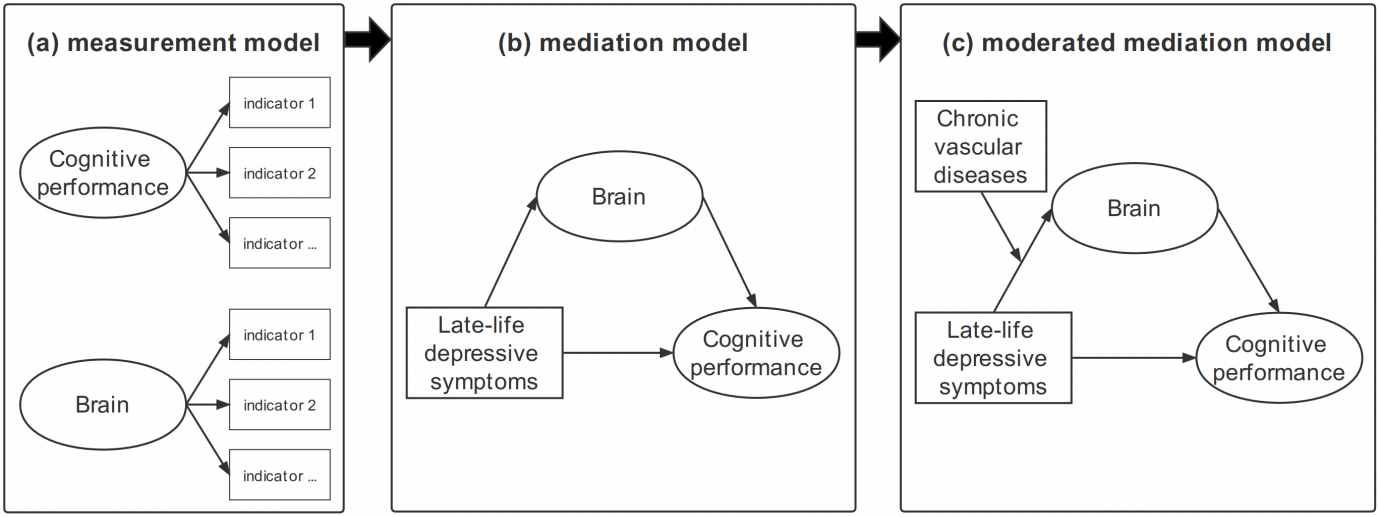 (a) measurement model
Cognitive
performance
indicator 1
indicator 2
indicator ...
Brain
indicator 1
indicator 2
indicator ...
(b) mediation model
Brain
Late-life
depressive
symptoms
Cognitive
performance
(c) moderated mediation model
Chronic
vascular
diseases
Brain
Late-life
depressive
symptoms
Cognitive
performance